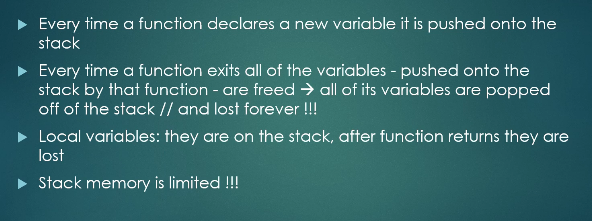 Every time a function declares a new variable it is pushed onto the
stack
Every time a function exits all of the variables - pushed onto the
stack by that function - are freed → all of its variables are popped
off of the stack // and lost forever !!!
Local variables: they are on the stack, after function returns they are
lost
Stack memory is limited !!!